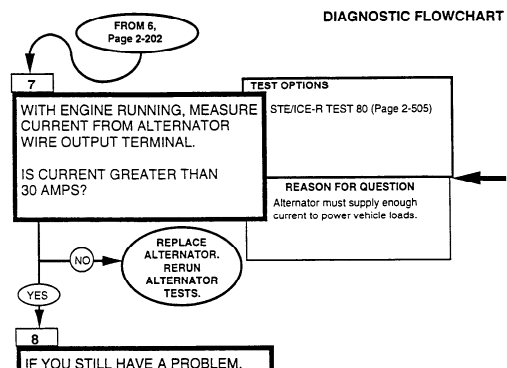 DIAGNOSTIC FLOWCHART
FROM 6,
Page 2-202
7
WITH ENGINE RUNNING, MEASURE
CURRENT FROM ALTERNATOR
WIRE OUTPUT TERMINAL.
IS CURRENT GREATER THAN
30 AMPS?
TEST OPTIONS
STE/ICE-R TEST 80 (Page 2-505)
REASON FOR QUESTION
Alternator must supply enough
current to power vehicle loads.
NO
REPLACE
ALTERNATOR.
RERUN
ALTERNATOR
TESTS.
YES
8
IF YOU STILL HAVE A PROBLEM,